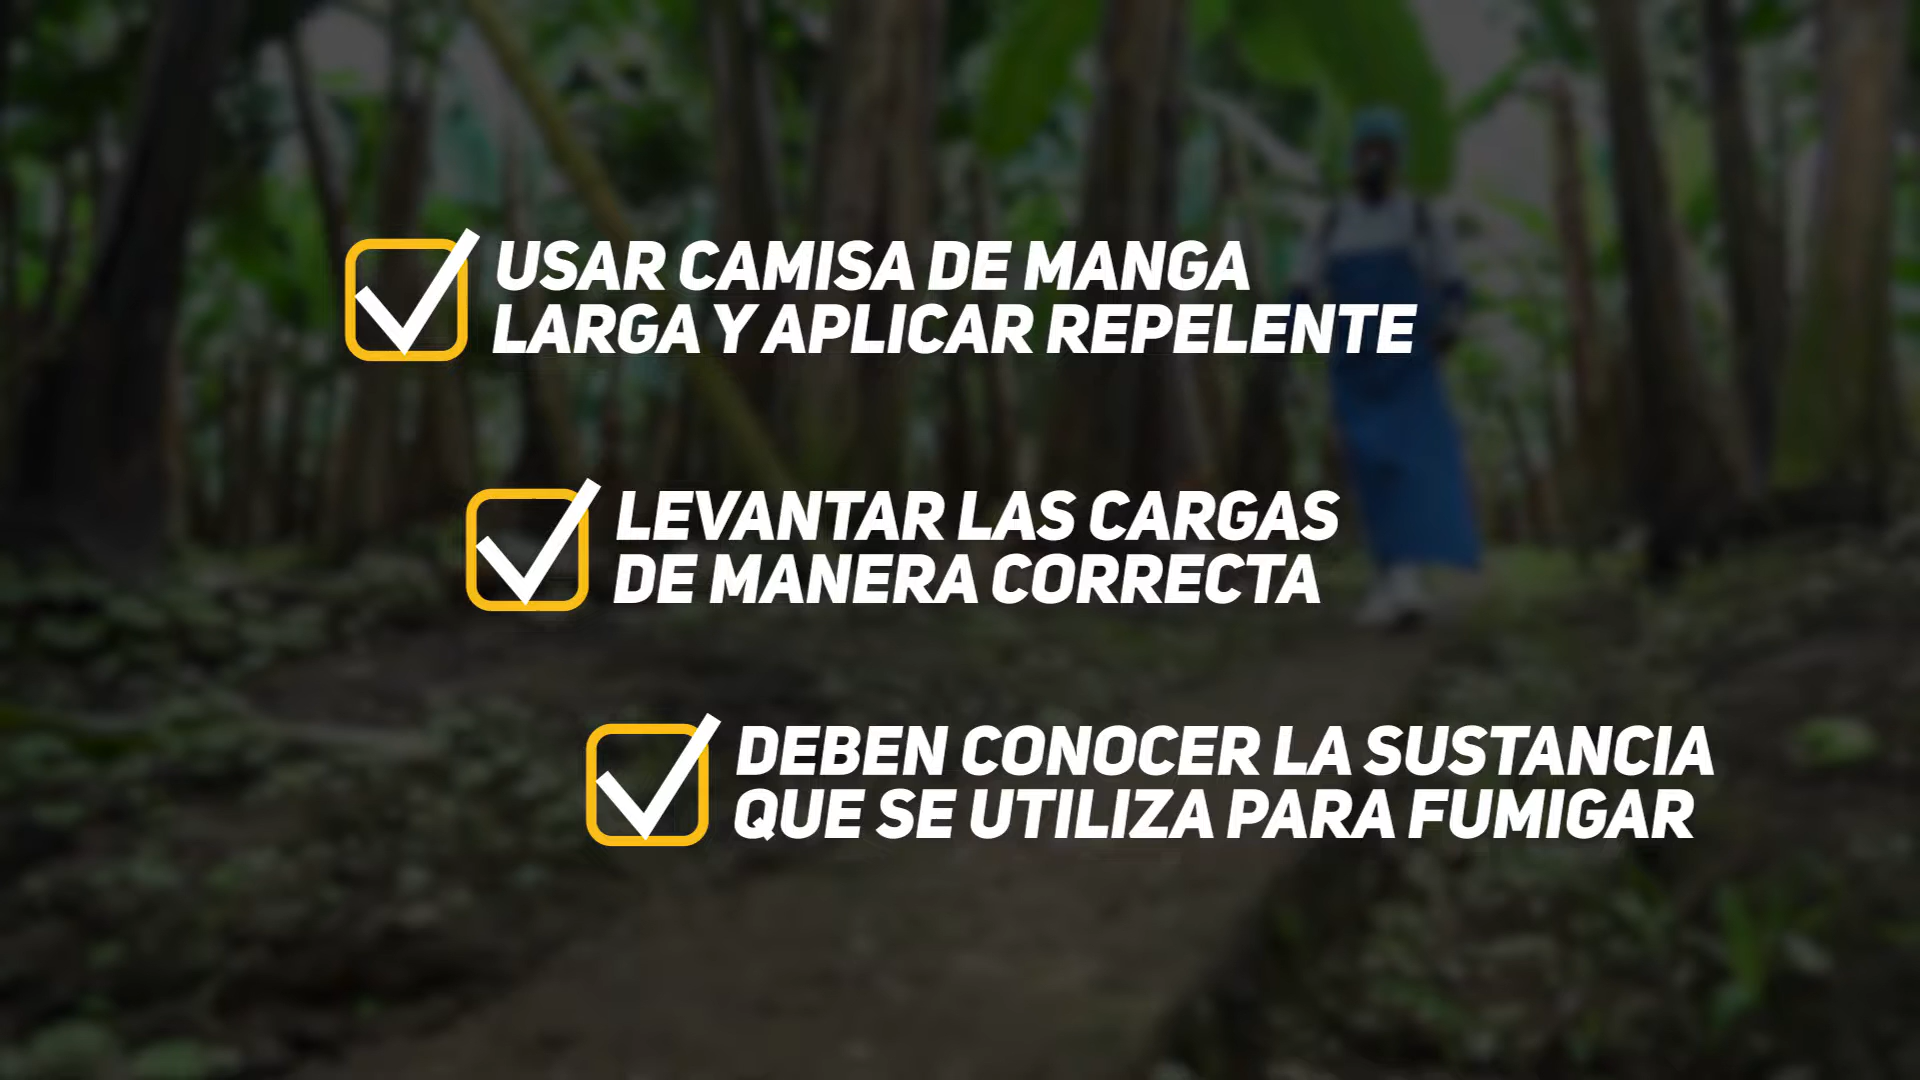 USAR CAMISA DE MANGA
LARGA Y APLICAR REPELENTE
LEVANTAR LAS CARGAS
DE MANERA CORRECTA
DEBEN CONOCER LA SUSTANCIA
QUE SE UTILIZA PARA FUMIGAR